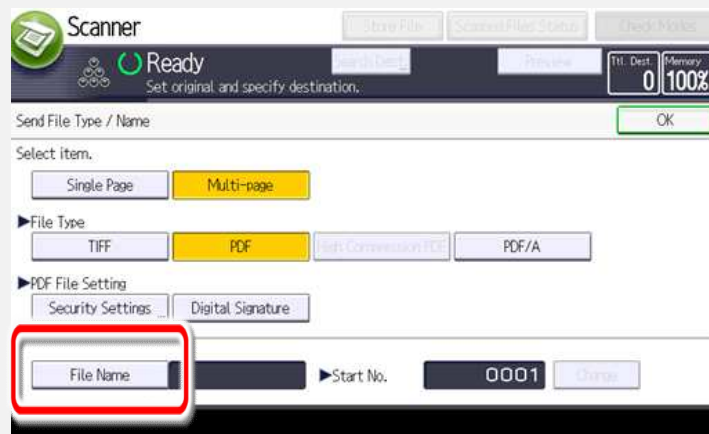 Scanner
Store File
Scanned Files Status
Check Modes
Ready
Search Dest.
Preview
Ttl. Dest.
0
Memory
100%
Set original and specify destination.
Send File Type / Name
OK
Select item.
Single Page
Multi-page
►File Type
TIFF
PDF
High Compression PDF
PDF/A
►PDF File Setting
Security Settings
Digital Signature
File Name
►Start No.
0001
Change